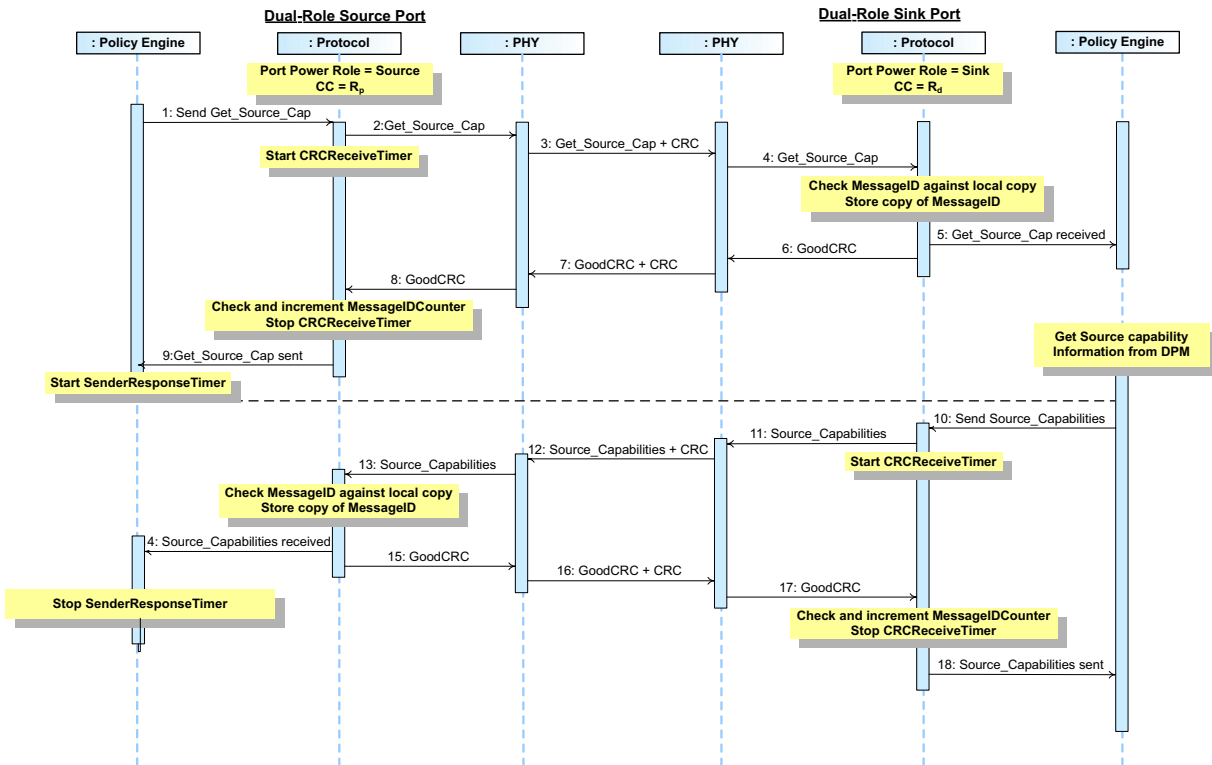 Dual-Role Source Port
Dual-Role Sink Port
: Policy Engine
: Protocol
: PHY
: PHY
: Protocol
: Policy Engine
Port Power Role = Source
CC = Rp
Port Power Role = Sink
CC = Rd
1: Send Get_Source_Cap
2:Get_Source_Cap
Start CRCReceiveTimer
3: Get_Source_Cap + CRC
4: Get_Source_Cap
Check MessageID against local copy
Store copy of MessageID
5: Get_Source_Cap received
6: GoodCRC
7: GoodCRC + CRC
8: GoodCRC
Check and increment MessageIDCounter
Stop CRCReceiveTimer
9:Get_Source_Cap sent
Start SenderResponseTimer
Get Source capability
Information from DPM
10: Send Source_Capabilities
11: Source_Capabilities
Start CRCReceiveTimer
12: Source_Capabilities + CRC
13: Source_Capabilities
Check MessageID against local copy
Store copy of MessageID
4: Source_Capabilities received
15: GoodCRC
16: GoodCRC + CRC
17: GoodCRC
Stop SenderResponseTimer
Check and increment MessageIDCounter
Stop CRCReceiveTimer
18: Source_Capabilities sent